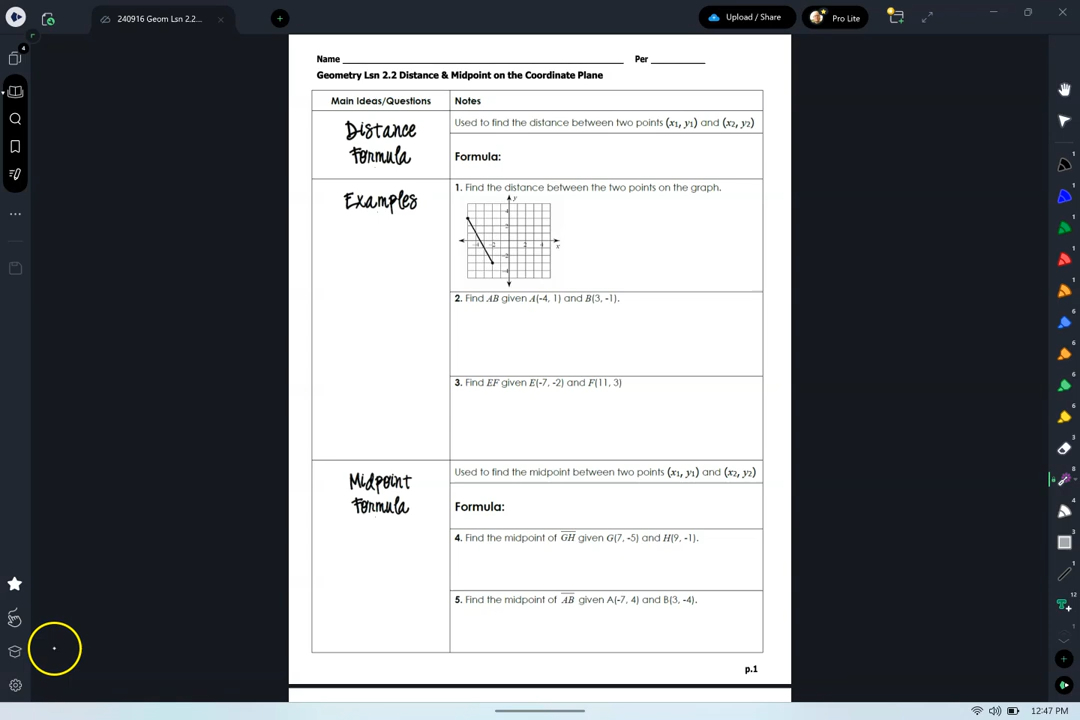 240916 Geom Lsn 2.2...
Upload / Share
Pro Lite
Name ____________ Per ____________
Geometry Lsn 2.2 Distance & Midpoint on the Coordinate Plane
Main Ideas/Questions
Notes
Distance
Formula
Used to find the distance between two points (x₁, y₁) and (x₂, y₂)
Formula:
Examples
1. Find the distance between the two points on the graph.
y
x
2. Find AB given A(-4, 1) and B(3, -1).
3. Find EF given E(-7, -2) and F(11, 3)
Midpoint
Formula
Used to find the midpoint between two points (x₁, y₁) and (x₂, y₂)
Formula:
4. Find the midpoint of GH given G(7, -5) and H(9, -1).
5. Find the midpoint of AB given A(-7, 4) and B(3, -4).
p.1
12:47 PM